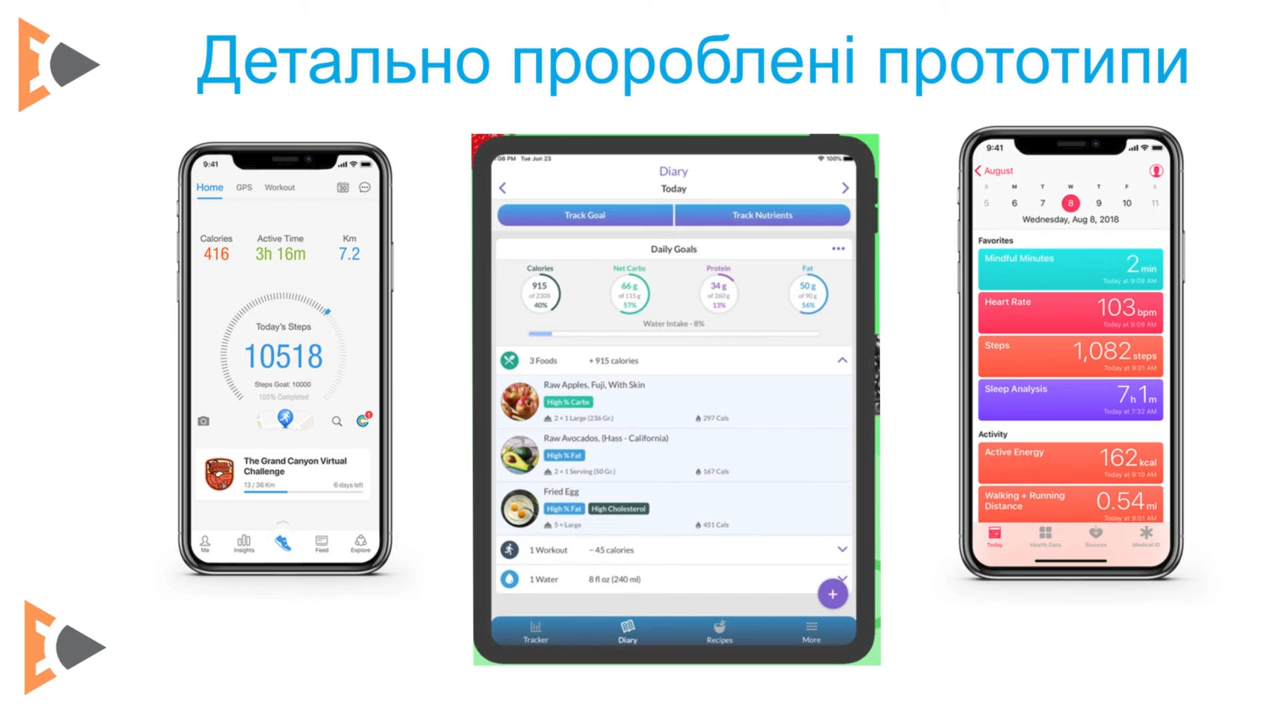 Детально пророблені прототипи
9:41
Home GPS Workout 30
Calories Active Time Km
416 3h 16m 7.2
Today's Steps
10518
Steps Goal: 10000
105% Completed
1
The Grand Canyon Virtual
Challenge
13 / 36 Km 6 days left
Me Insights Feed Explore
:08 PM Tue Jun 23 100%
Diary
Today
Track Goal Track Nutrients
Daily Goals
Calories Net Carbs Protein Fat
915 66 g 34 g 50 g
of 2308 of 115 g of 260 g of 90 g
40% 57% 13% 56%
Water Intake - 8%
3 Foods + 915 calories
Raw Apples, Fuji, With Skin
High % Carbs
2 × 1 Large (236 Gr.) 297 Cals
Raw Avocados, (Hass - California)
High % Fat
2 × 1 Serving (50 Gr.) 167 Cals
Fried Egg
High % Fat High Cholesterol
5 × Large 451 Cals
1 Workout − 45 calories
1 Water 8 fl oz (240 ml)
+
Tracker Diary Recipes More
9:41
August
S M T W T F S
5 6 7 8 9 10 11
Wednesday, Aug 8, 2018
Favorites
Mindful Minutes 2 min
Today at 9:09 AM
Heart Rate 103 bpm
Today at 9:09 AM
Steps 1,082 steps
Today at 9:01 AM
Sleep Analysis 7h 1m
Today at 7:32 AM
Activity
Active Energy 162 kcal
Today at 9:10 AM
Walking + Running
Distance 0.54 mi
Today at 9:01 AM
Today Health Data Sources Medical ID